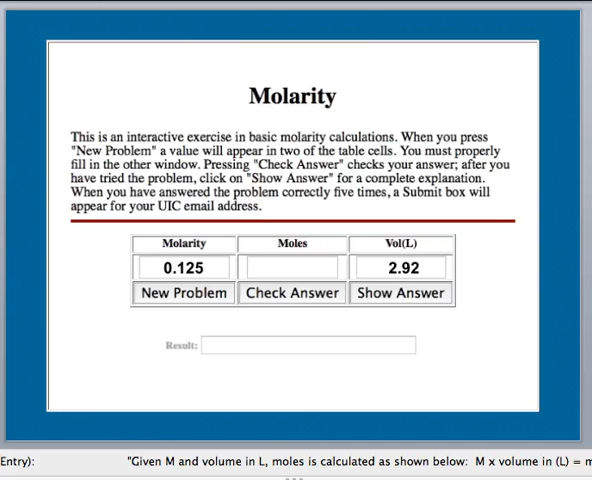 Molarity
This is an interactive exercise in basic molarity calculations. When you press
"New Problem" a value will appear in two of the table cells. You must properly
fill in the other window. Pressing "Check Answer" checks your answer; after you
have tried the problem, click on "Show Answer" for a complete explanation.
When you have answered the problem correctly five times, a Submit box will
appear for your UIC email address.
Molarity Moles Vol(L)
0.125 2.92
New Problem Check Answer Show Answer
Result:
Entry): "Given M and volume in L, moles is calculated as shown below: M x volume in (L) =